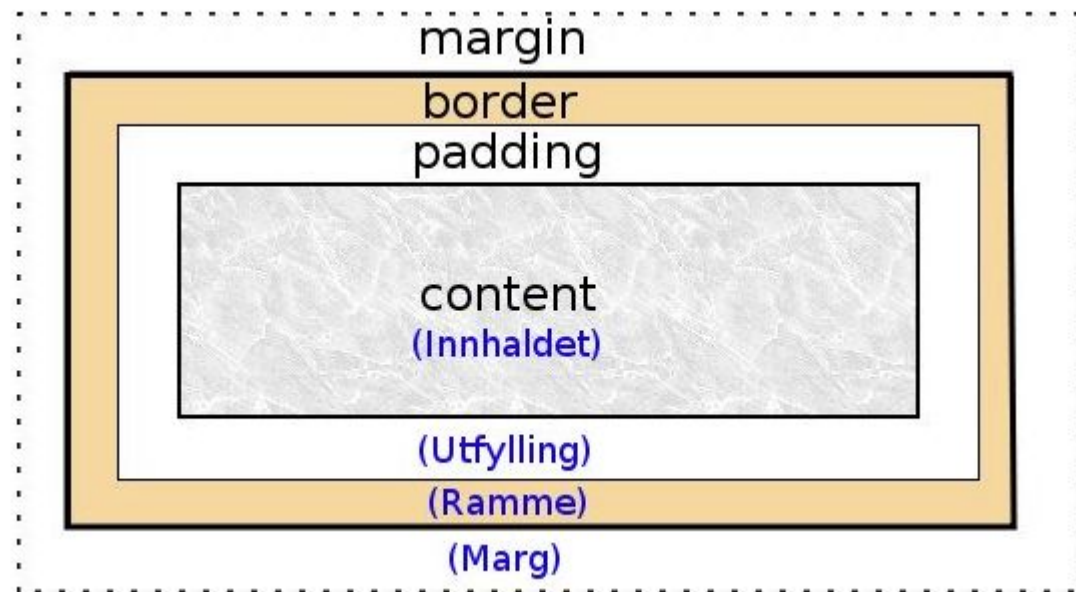 margin
border
padding
content
(Innhaldet)
(Utfylling)
(Ramme)
(Marg)